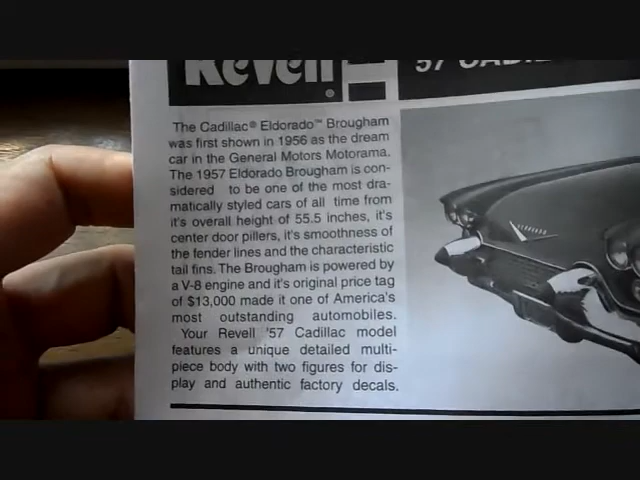 Revell
'57 CADI
The Cadillac® Eldorado™ Brougham
was first shown in 1956 as the dream
car in the General Motors Motorama.
The 1957 Eldorado Brougham is con-
sidered to be one of the most dra-
matically styled cars of all time from
it's overall height of 55.5 inches, it's
center door pillers, it's smoothness of
the fender lines and the characteristic
tail fins. The Brougham is powered by
a V-8 engine and it's original price tag
of $13,000 made it one of America's
most outstanding automobiles.
Your Revell '57 Cadillac model
features a unique detailed multi-
piece body with two figures for dis-
play and authentic factory decals.